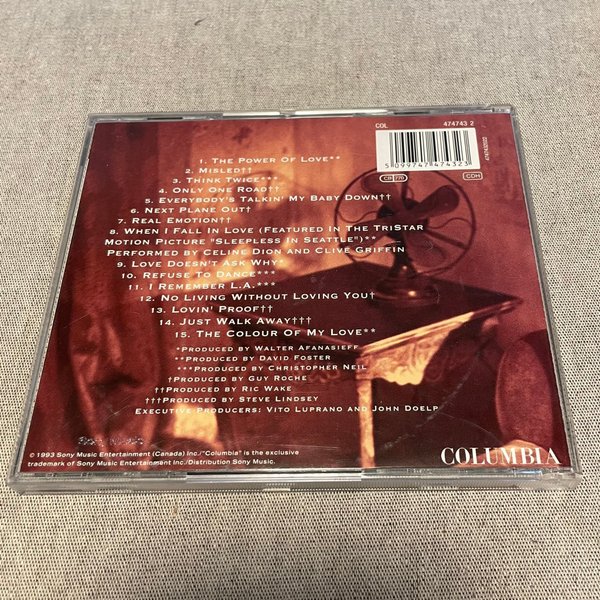 COL 474743 2
5 099747 474323
4747432022
CB 775
CDH
1. THE POWER OF LOVE**
2. MISLED††
3. THINK TWICE***
4. ONLY ONE ROAD††
5. EVERYBODY'S TALKIN' MY BABY DOWN††
6. NEXT PLANE OUT†
7. REAL EMOTION††
8. WHEN I FALL IN LOVE (FEATURED IN THE TRISTAR
MOTION PICTURE "SLEEPLESS IN SEATTLE")**
PERFORMED BY CELINE DION AND CLIVE GRIFFIN
9. LOVE DOESN'T ASK WHY*
10. REFUSE TO DANCE***
11. I REMEMBER L.A.***
12. NO LIVING WITHOUT LOVING YOU†
13. LOVIN' PROOF††
14. JUST WALK AWAY†††
15. THE COLOUR OF MY LOVE**
*PRODUCED BY WALTER AFANASIEFF
**PRODUCED BY DAVID FOSTER
***PRODUCED BY CHRISTOPHER NEIL
†PRODUCED BY GUY ROCHE
††PRODUCED BY RIC WAKE
†††PRODUCED BY STEVE LINDSEY
EXECUTIVE PRODUCERS: VITO LUPRANO AND JOHN DOELP
Sony Music
© 1993 Sony Music Entertainment (Canada) Inc./"Columbia" is the exclusive
trademark of Sony Music Entertainment Inc./Distribution Sony Music.
COLUMBIA